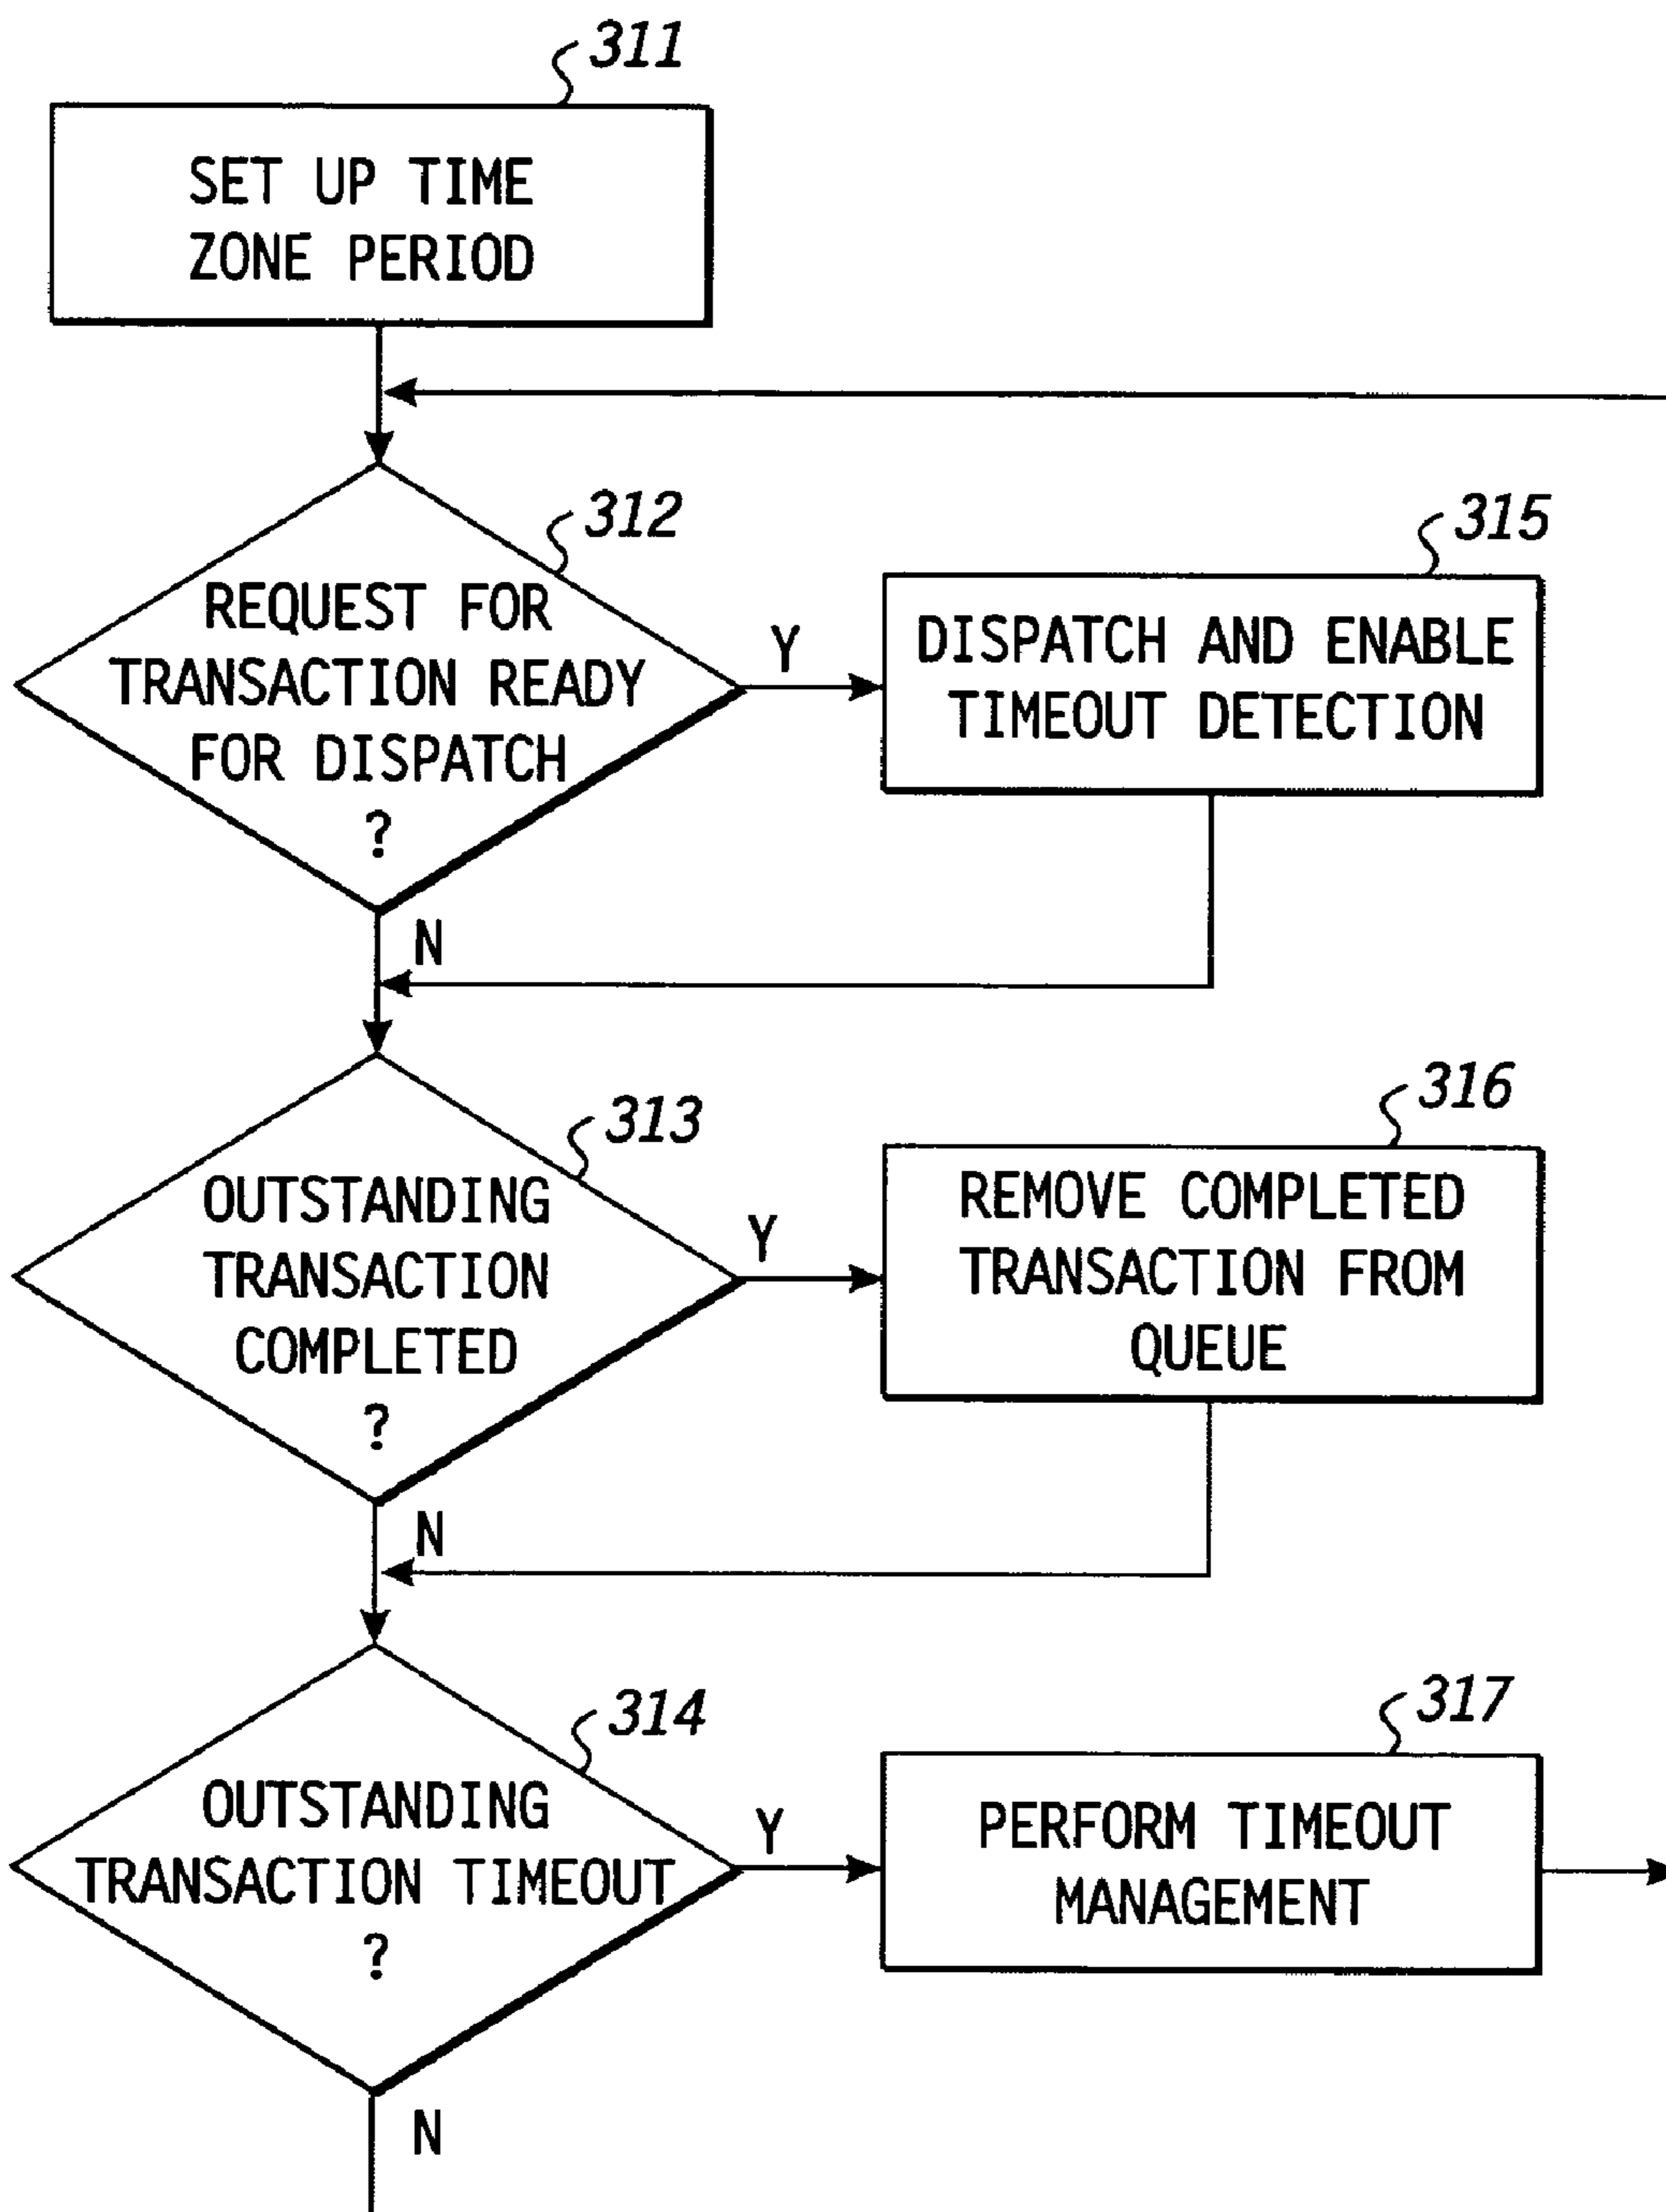 311
SET UP TIME
ZONE PERIOD
312
REQUEST FOR
TRANSACTION READY
FOR DISPATCH
?
Y
N
315
DISPATCH AND ENABLE
TIMEOUT DETECTION
313
OUTSTANDING
TRANSACTION
COMPLETED
?
Y
N
316
REMOVE COMPLETED
TRANSACTION FROM
QUEUE
314
OUTSTANDING
TRANSACTION TIMEOUT
?
Y
N
317
PERFORM TIMEOUT
MANAGEMENT